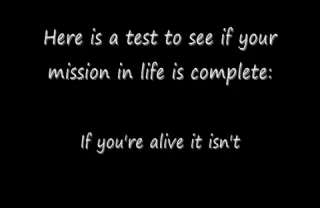 Here is a test to see if your
mission in life is complete:
If you're alive it isn't